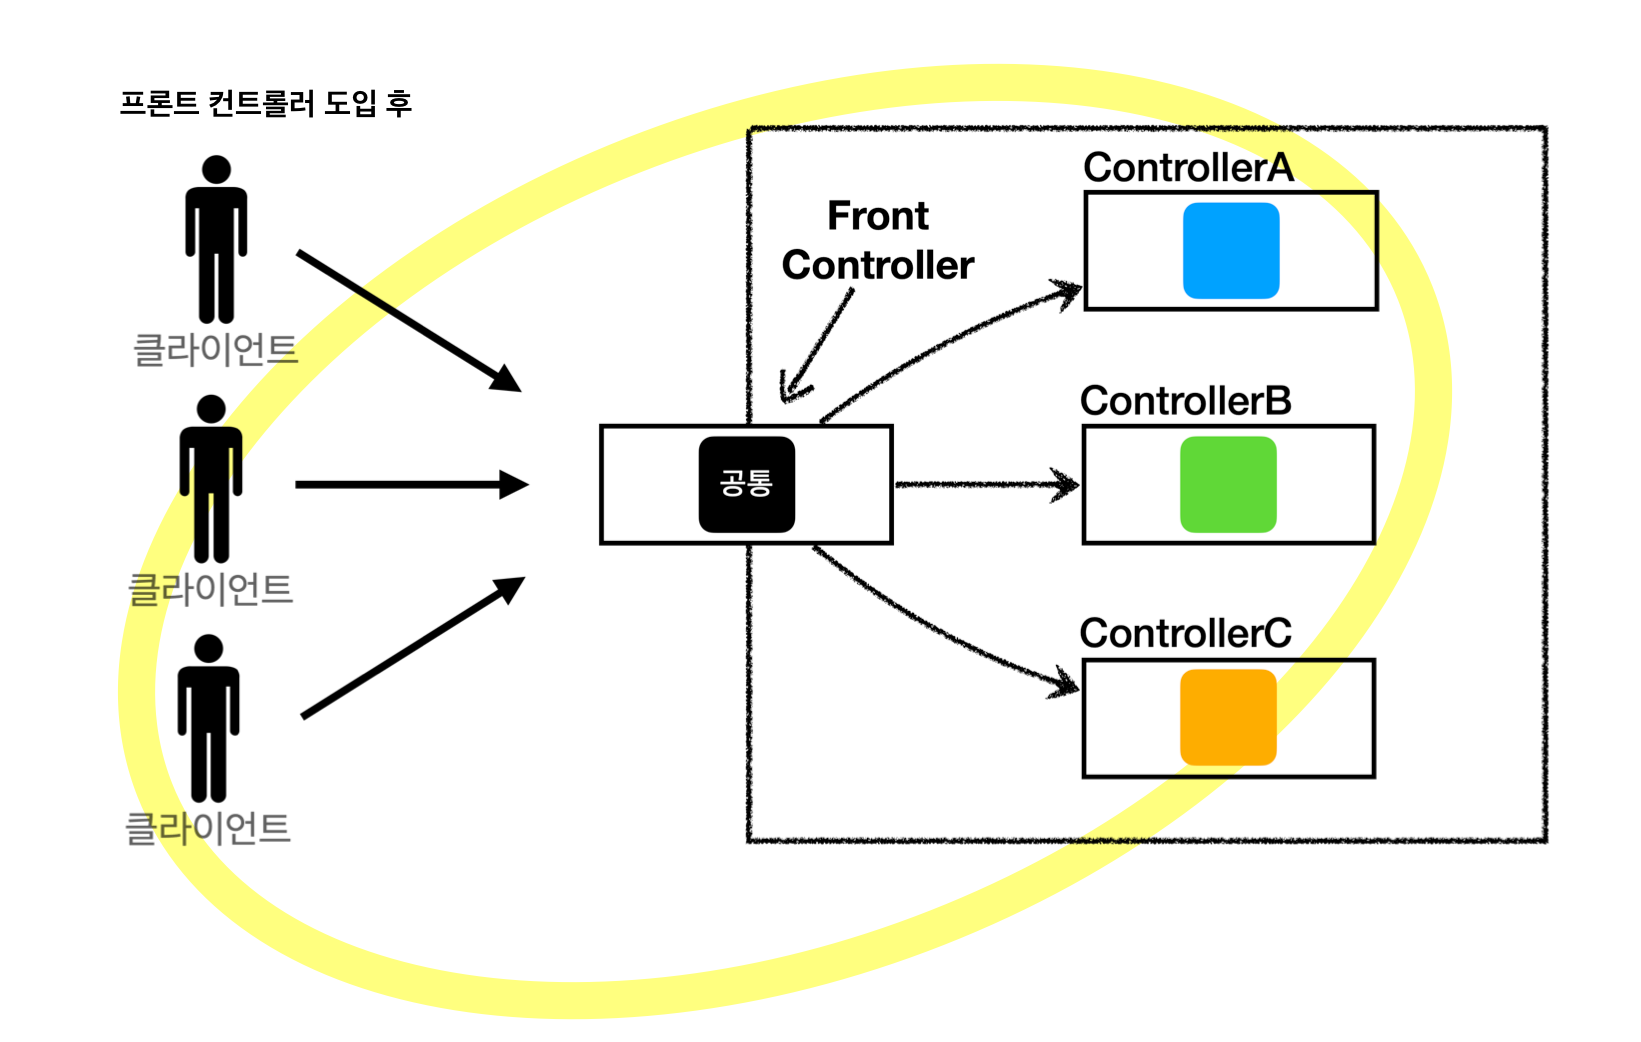 프론트 컨트롤러 도입 후
클라이언트
클라이언트
클라이언트
Front
Controller
공통
ControllerA
ControllerB
ControllerC